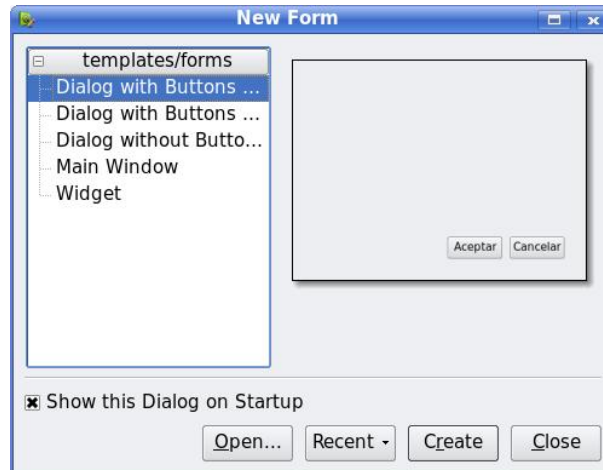 New Form
templates/forms
Dialog with Buttons ...
Dialog with Buttons ...
Dialog without Butto...
Main Window
Widget
Aceptar Cancelar
Show this Dialog on Startup
Open... Recent Create Close